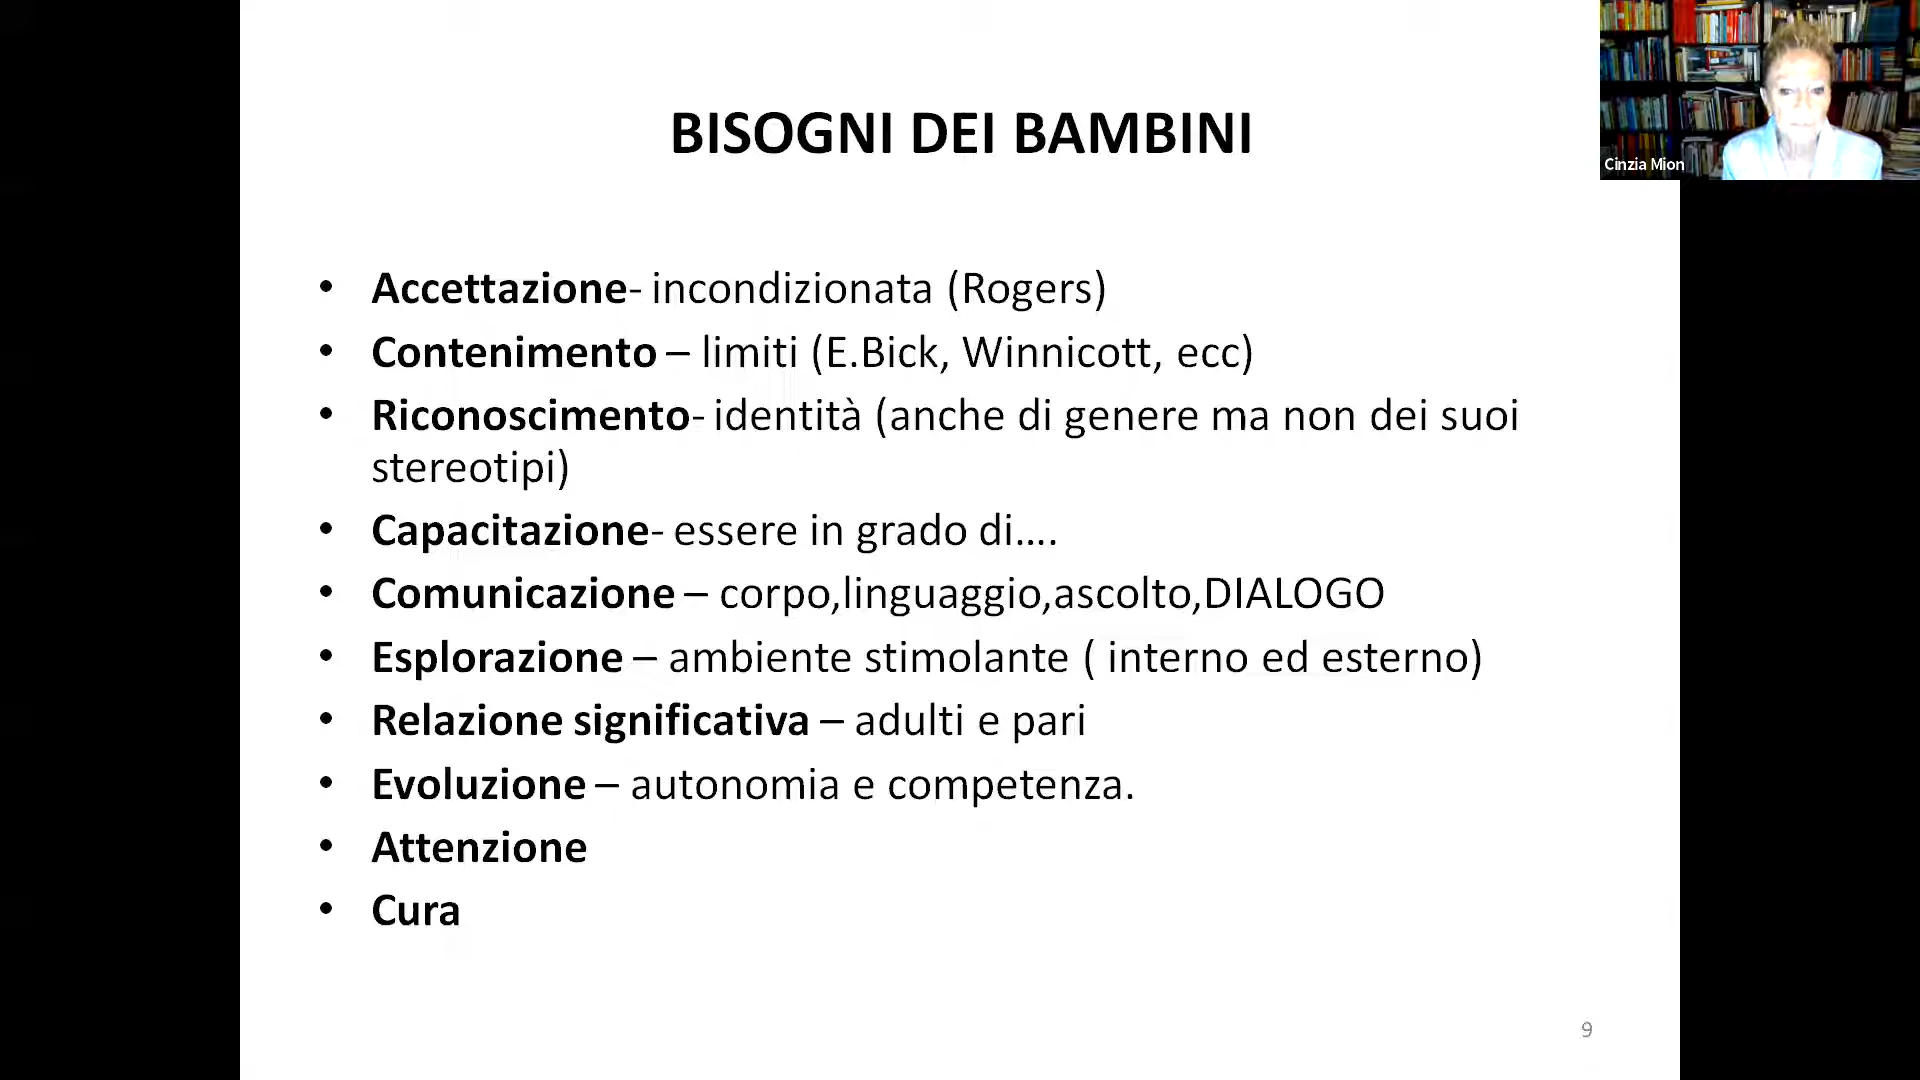 BISOGNI DEI BAMBINI
Cinzia Mion
• Accettazione- incondizionata (Rogers)
• Contenimento – limiti (E.Bick, Winnicott, ecc)
• Riconoscimento- identità (anche di genere ma non dei suoi
stereotipi)
• Capacitazione- essere in grado di....
• Comunicazione – corpo,linguaggio,ascolto,DIALOGO
• Esplorazione – ambiente stimolante ( interno ed esterno)
• Relazione significativa – adulti e pari
• Evoluzione – autonomia e competenza.
• Attenzione
• Cura
9